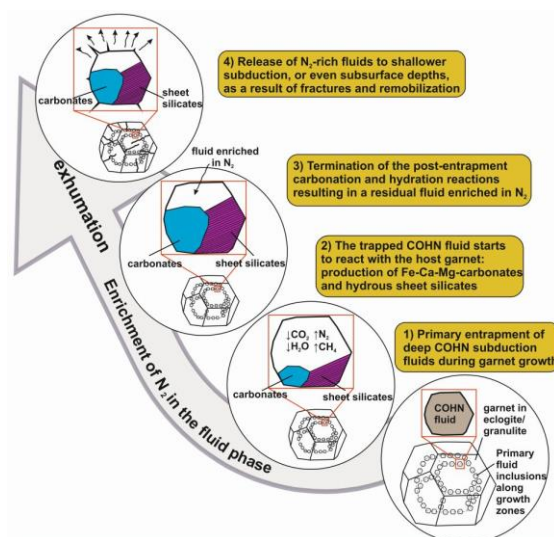 4) Release of N₂-rich fluids to shallower
subduction, or even subsurface depths,
as a result of fractures and remobilization
carbonates
sheet
silicates
fluid enriched
in N₂
3) Termination of the post-entrapment
carbonation and hydration reactions
resulting in a residual fluid enriched in N₂
carbonates
sheet silicates
2) The trapped COHN fluid starts
to react with the host garnet:
production of Fe-Ca-Mg-carbonates
and hydrous sheet silicates
↓CO₂ ↑N₂
↓H₂O ↑CH₄
carbonates
sheet silicates
1) Primary entrapment of
deep COHN subduction
fluids during garnet growth
COHN
fluid
garnet in
eclogite/
granulite
Primary
fluid
inclusions
along
growth
zones
exhumation
Enrichment of N₂ in the fluid phase